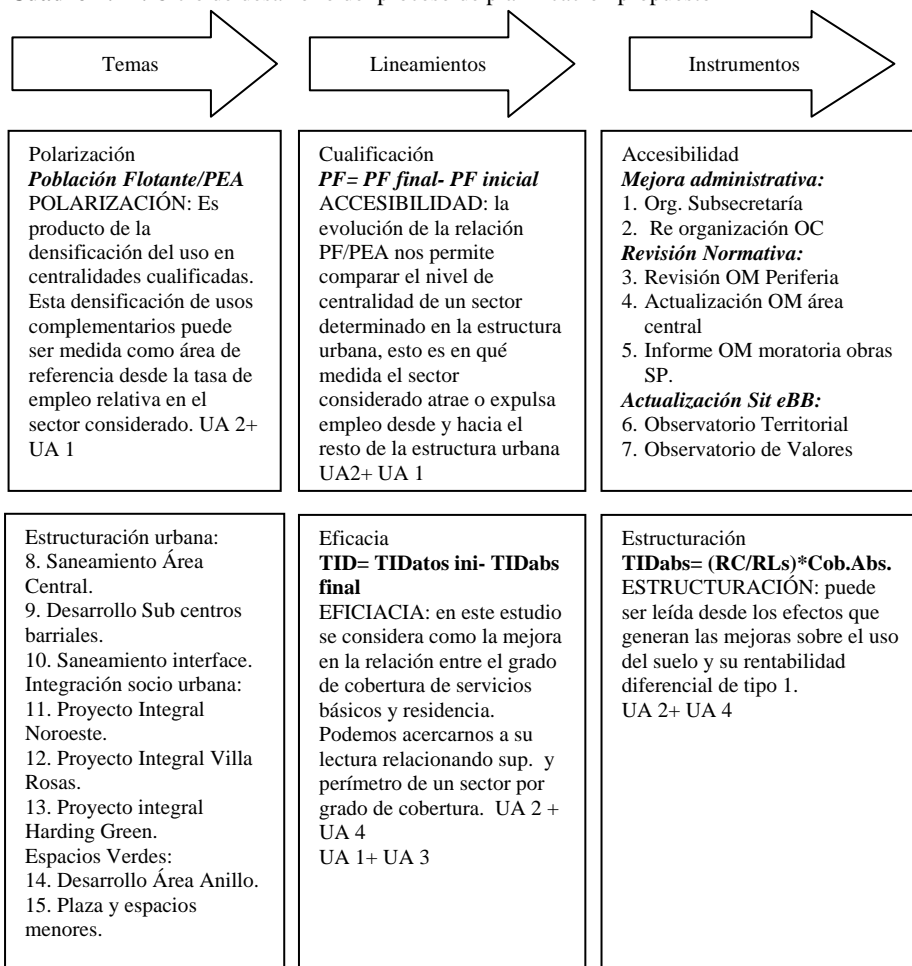 Temas
Lineamientos
Instrumentos
Polarización
Población Flotante/PEA
POLARIZACIÓN: Es
producto de la
densificación del uso en
centralidades cualificadas.
Esta densificación de usos
complementarios puede
ser medida como área de
referencia desde la tasa de
empleo relativa en el
sector considerado. UA 2+
UA 1
Cualificación
PF= PF final- PF inicial
ACCESIBILIDAD: la
evolución de la relación
PF/PEA nos permite
comparar el nivel de
centralidad de un sector
determinado en la estructura
urbana, esto es en qué
medida el sector
considerado atrae o expulsa
empleo desde y hacia el
resto de la estructura urbana
UA2+ UA 1
Accesibilidad
Mejora administrativa:
1. Org. Subsecretaría
2. Re organización OC
Revisión Normativa:
3. Revisión OM Periferia
4. Actualización OM área
central
5. Informe OM moratoria obras
SP.
Actualización Sit eBB:
6. Observatorio Territorial
7. Observatorio de Valores
Estructuración urbana:
8. Saneamiento Área
Central.
9. Desarrollo Sub centros
barriales.
10. Saneamiento interface.
Integración socio urbana:
11. Proyecto Integral
Noroeste.
12. Proyecto Integral Villa
Rosas.
13. Proyecto integral
Harding Green.
Espacios Verdes:
14. Desarrollo Área Anillo.
15. Plaza y espacios
menores.
Eficacia
TID= TIDatos ini- TIDabs
final
EFICIACIA: en este estudio
se considera como la mejora
en la relación entre el grado
de cobertura de servicios
básicos y residencia.
Podemos acercarnos a su
lectura relacionando sup. y
perímetro de un sector por
grado de cobertura. UA 2 +
UA 4
UA 1+ UA 3
Estructuración
TIDabs= (RC/RLs)*Cob.Abs.
ESTRUCTURACIÓN: puede
ser leída desde los efectos que
generan las mejoras sobre el uso
del suelo y su rentabilidad
diferencial de tipo 1.
UA 2+ UA 4